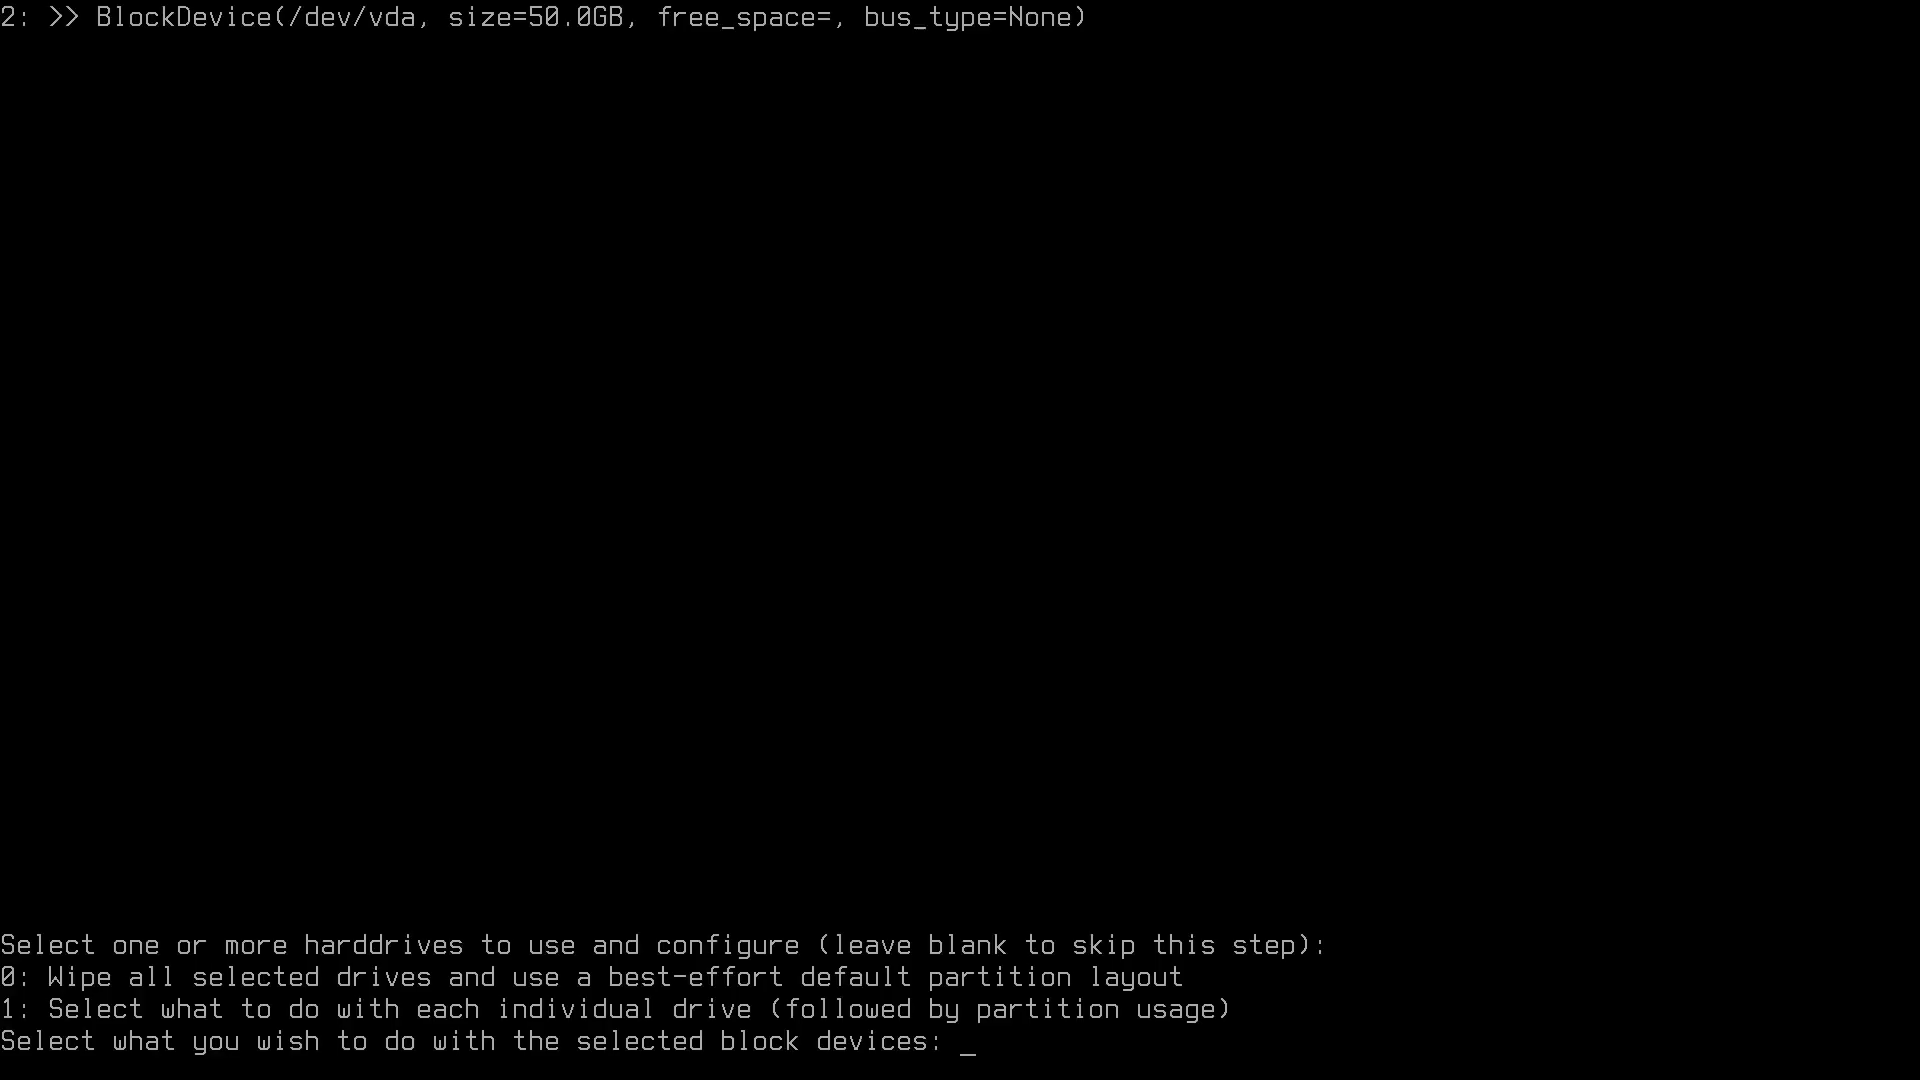 2: >> BlockDevice(/dev/vda, size=50.0GB, free_space=, bus_type=None)
Select one or more harddrives to use and configure (leave blank to skip this step):
0: Wipe all selected drives and use a best-effort default partition layout
1: Select what to do with each individual drive (followed by partition usage)
Select what you wish to do with the selected block devices: _